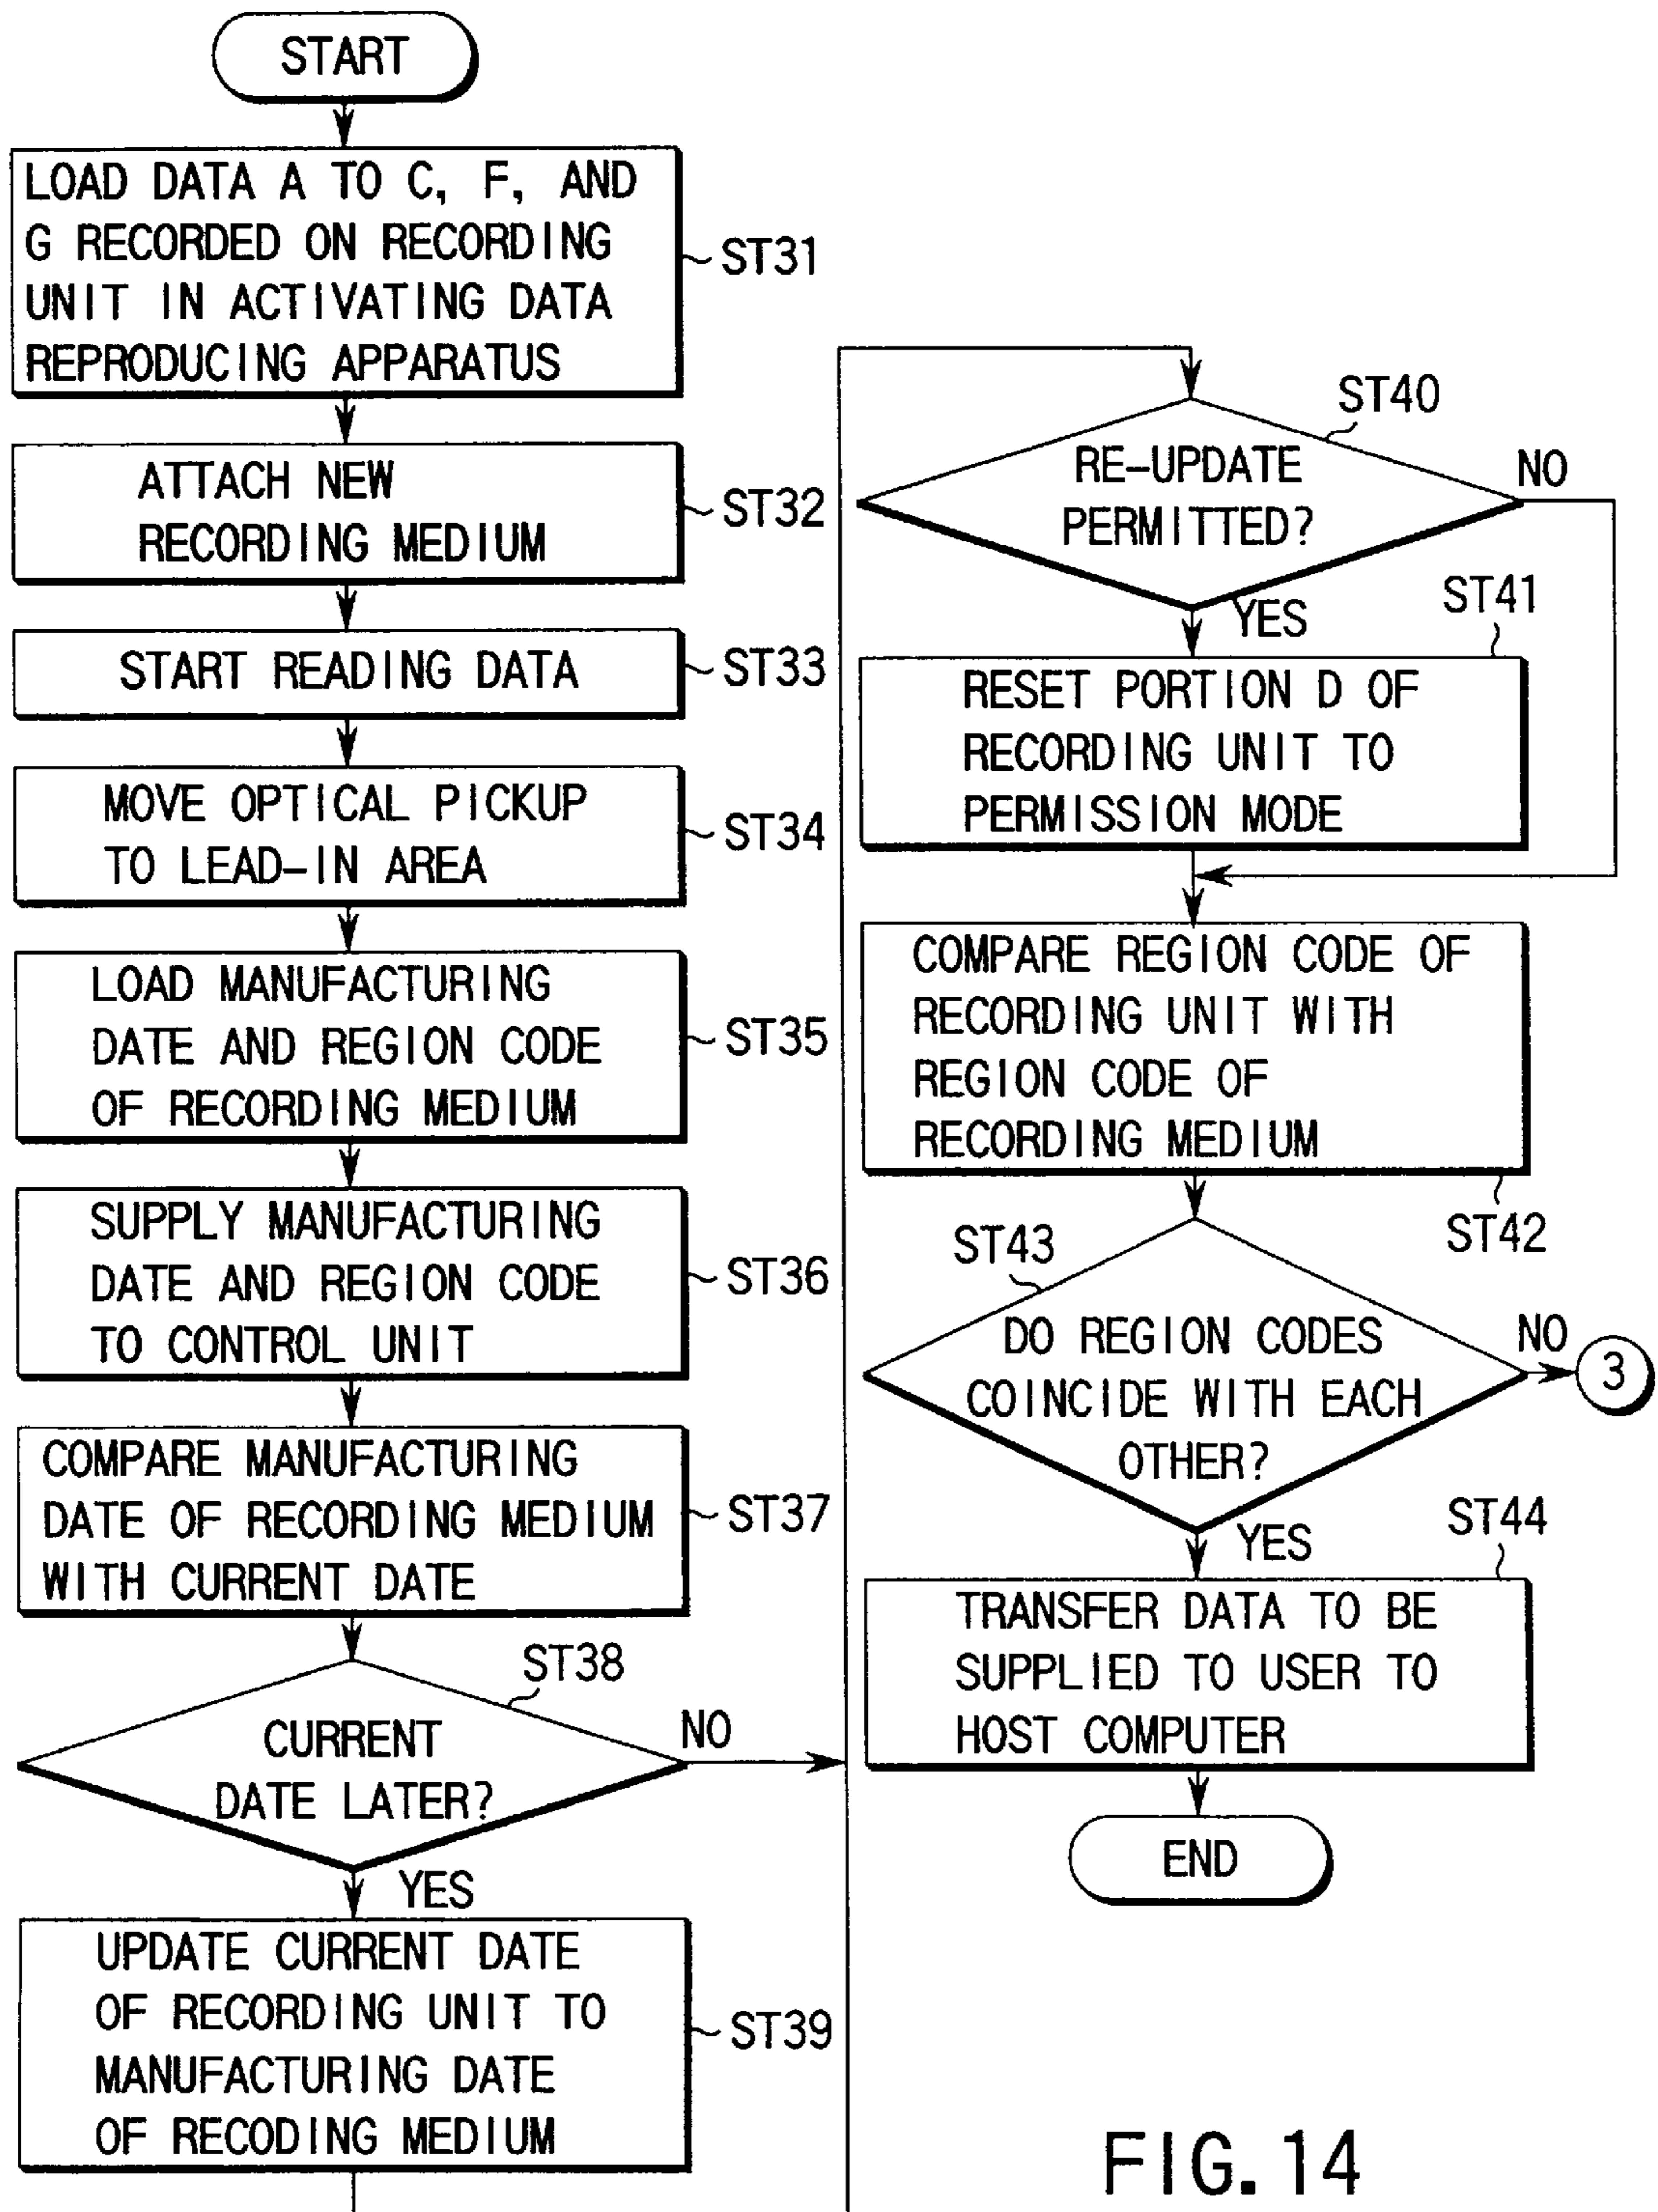 START
LOAD DATA A TO C, F, AND
G RECORDED ON RECORDING
UNIT IN ACTIVATING DATA
REPRODUCING APPARATUS
ST31
ATTACH NEW
RECORDING MEDIUM
ST32
START READING DATA
ST33
MOVE OPTICAL PICKUP
TO LEAD-IN AREA
ST34
LOAD MANUFACTURING
DATE AND REGION CODE
OF RECORDING MEDIUM
ST35
SUPPLY MANUFACTURING
DATE AND REGION CODE
TO CONTROL UNIT
ST36
COMPARE MANUFACTURING
DATE OF RECORDING MEDIUM
WITH CURRENT DATE
ST37
ST38
CURRENT
DATE LATER?
NO
YES
UPDATE CURRENT DATE
OF RECORDING UNIT TO
MANUFACTURING DATE
OF RECODING MEDIUM
ST39
ST40
RE-UPDATE
PERMITTED?
NO
YES
ST41
RESET PORTION D OF
RECORDING UNIT TO
PERMISSION MODE
COMPARE REGION CODE OF
RECORDING UNIT WITH
REGION CODE OF
RECORDING MEDIUM
ST42
ST43
DO REGION CODES
COINCIDE WITH EACH
OTHER?
NO
3
YES
ST44
TRANSFER DATA TO BE
SUPPLIED TO USER TO
HOST COMPUTER
END
FIG. 14